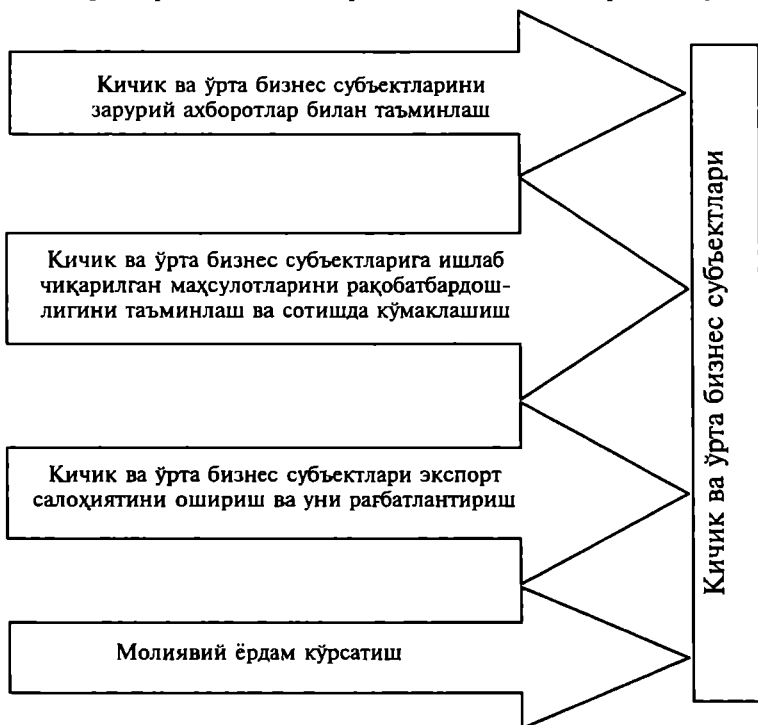 Кичик ва ўрта бизнес субъектларини
зарурий ахборотлар билан таъминлаш
Кичик ва ўрта бизнес субъектларига ишлаб
чиқарилган маҳсулотларини рақобатбардош-
лигини таъминлаш ва сотишда кўмаклашиш
Кичик ва ўрта бизнес субъектлари экспорт
салоҳиятини ошириш ва уни рағбатлантириш
Молиявий ёрдам кўрсатиш
Кичик ва ўрта бизнес субъектлари